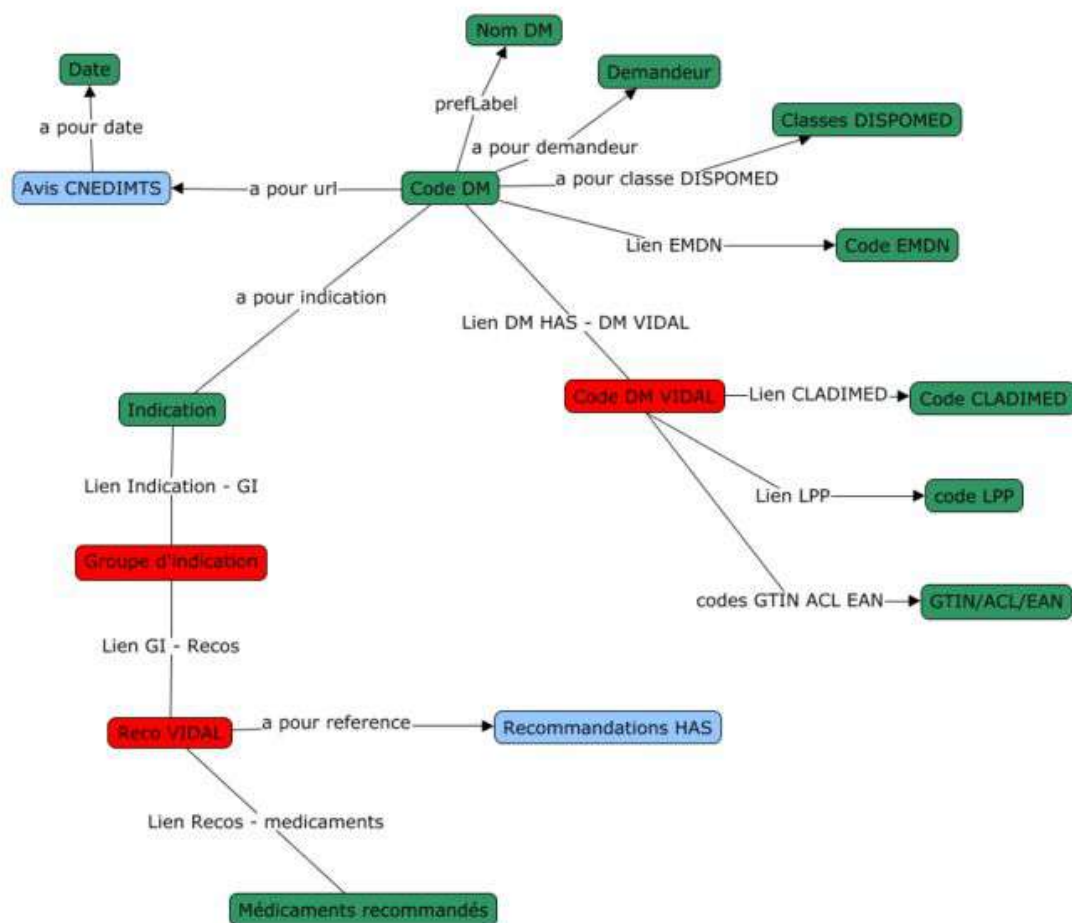 Nom DM
Date
Demandeur
prefLabel
Classes DISPOMED
a pour date
a pour demandeur
Avis CNEDIMTS
a pour url
Code DM
a pour classe DISPOMED
Lien EMDN
Code EMDN
a pour indication
Lien DM HAS - DM VIDAL
Indication
Code DM VIDAL
Lien CLADIMED
Code CLADIMED
Lien Indication - GI
Lien LPP
code LPP
Groupe d'indication
codes GTIN ACL EAN
GTIN/ACL/EAN
Lien GI - Recos
Reco VIDAL
a pour reference
Recommandations HAS
Lien Recos - medicaments
Médicaments recommandés